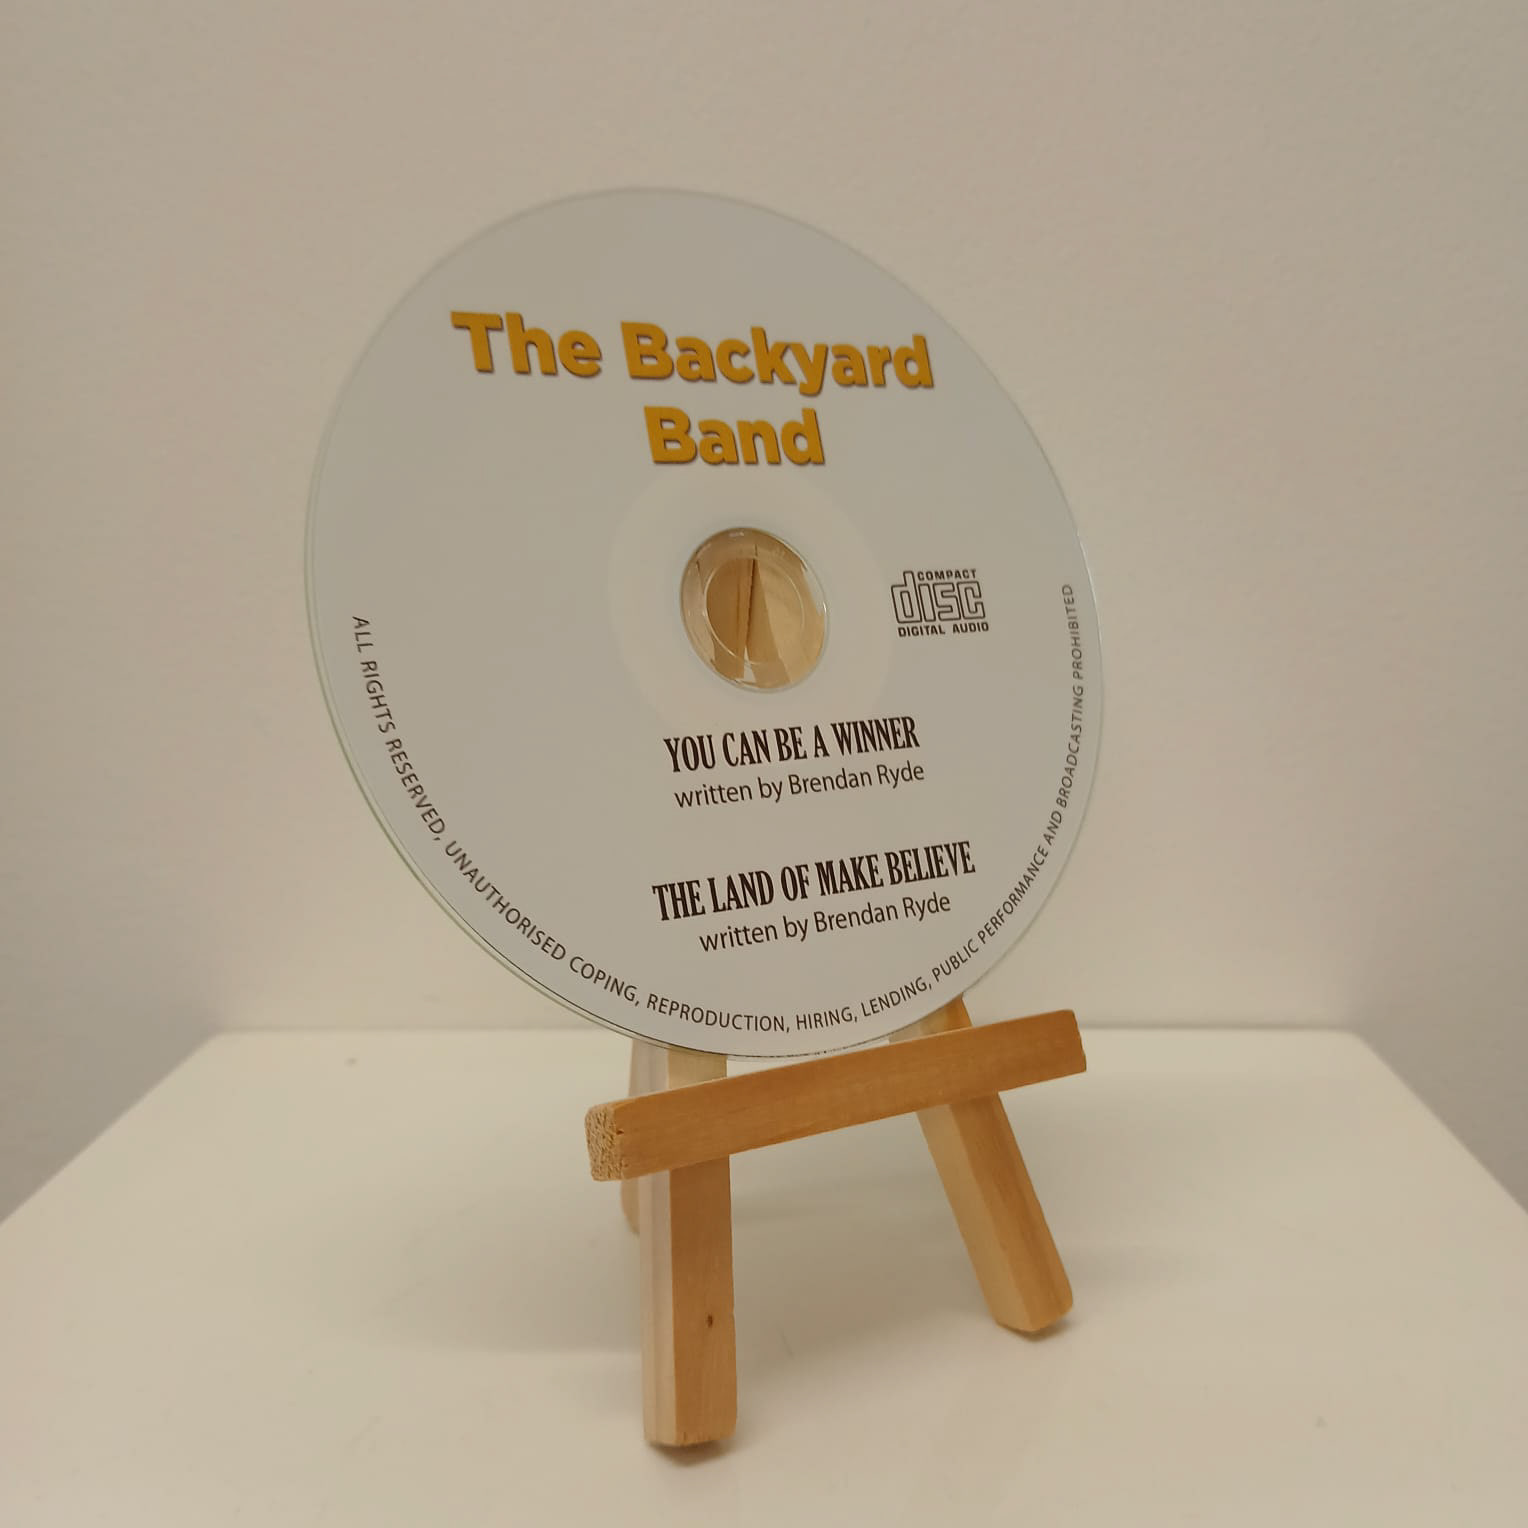 The Backyard
Band
COMPACT
disc
DIGITAL AUDIO
YOU CAN BE A WINNER
written by Brendan Ryde
THE LAND OF MAKE BELIEVE
written by Brendan Ryde
ALL RIGHTS RESERVED, UNAUTHORISED COPING, REPRODUCTION, HIRING, LENDING, PUBLIC PERFORMANCE AND BROADCASTING PROHIBITED